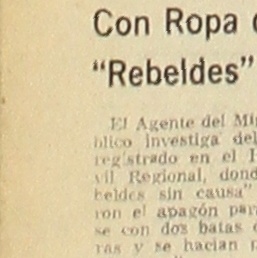 Con Ropa
"Rebeldes"
El Agente del Mi
blico investiga del
registrado en el H
vil Regional, dond
beldes sin causa"
ron el apagón par
se con dos batas
ras y se hacían